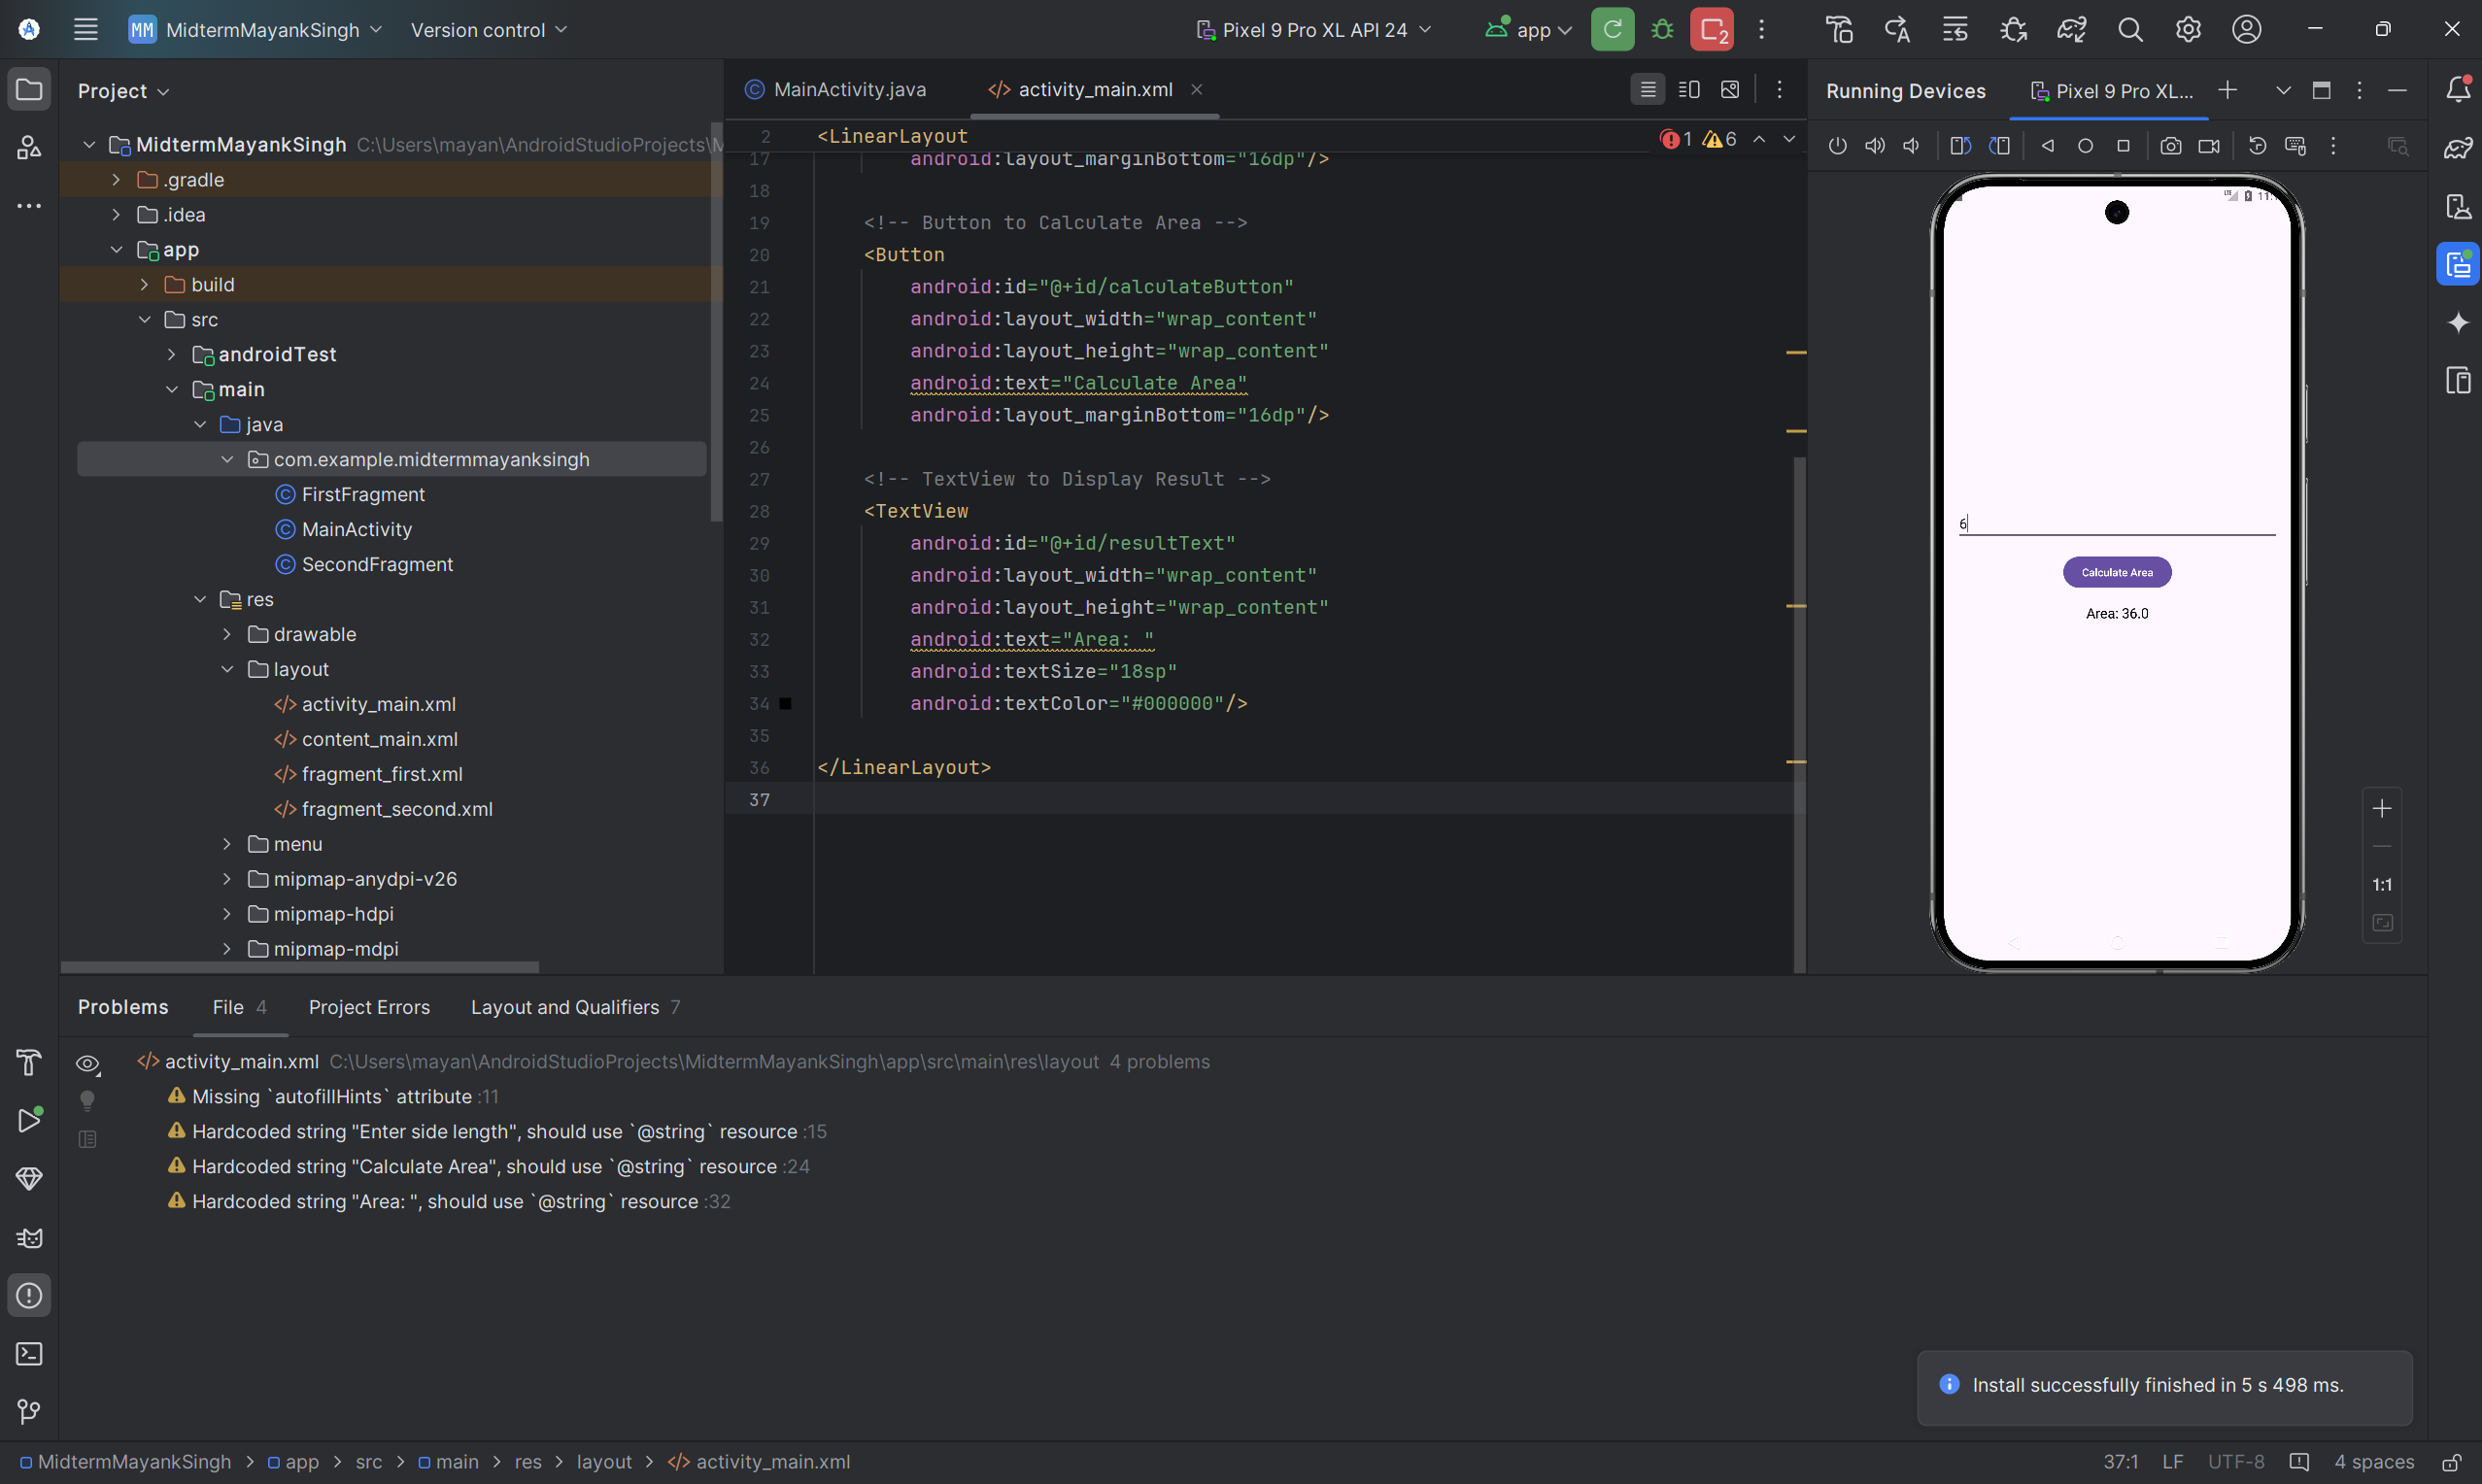 MM MidtermMayankSingh Version control Pixel 9 Pro XL API 24 app 2
Project
MidtermMayankSingh C:\Users\mayan\AndroidStudioProjects\M
.gradle
.idea
app
build
src
androidTest
main
java
com.example.midtermmayanksingh
FirstFragment
MainActivity
SecondFragment
res
drawable
layout
activity_main.xml
content_main.xml
fragment_first.xml
fragment_second.xml
menu
mipmap-anydpi-v26
mipmap-hdpi
mipmap-mdpi
MainActivity.java activity_main.xml
1 6
2 <LinearLayout
17 android:layout_marginBottom="16dp"/>
18
19 <!-- Button to Calculate Area -->
20 <Button
21 android:id="@+id/calculateButton"
22 android:layout_width="wrap_content"
23 android:layout_height="wrap_content"
24 android:text="Calculate Area"
25 android:layout_marginBottom="16dp"/>
26
27 <!-- TextView to Display Result -->
28 <TextView
29 android:id="@+id/resultText"
30 android:layout_width="wrap_content"
31 android:layout_height="wrap_content"
32 android:text="Area: "
33 android:textSize="18sp"
34 android:textColor="#000000"/>
35
36 </LinearLayout>
37
Running Devices Pixel 9 Pro XL...
6
Calculate Area
Area: 36.0
1:1
Problems File 4 Project Errors Layout and Qualifiers 7
activity_main.xml C:\Users\mayan\AndroidStudioProjects\MidtermMayankSingh\app\src\main\res\layout 4 problems
Missing `autofillHints` attribute :11
Hardcoded string "Enter side length", should use `@string` resource :15
Hardcoded string "Calculate Area", should use `@string` resource :24
Hardcoded string "Area: ", should use `@string` resource :32
Install successfully finished in 5 s 498 ms.
MidtermMayankSingh > app > src > main > res > layout > activity_main.xml
37:1 LF UTF-8 4 spaces